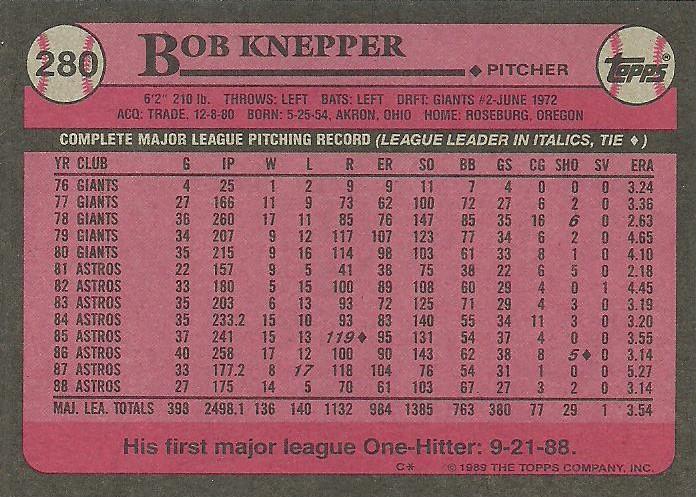 280 BOB KNEPPER
◆ PITCHER TOPPS®
6'2" 210 lb. THROWS: LEFT BATS: LEFT DRFT: GIANTS #2-JUNE 1972
ACQ: TRADE, 12-8-80 BORN: 5-25-54, AKRON, OHIO HOME: ROSEBURG, OREGON
COMPLETE MAJOR LEAGUE PITCHING RECORD (LEAGUE LEADER IN ITALICS, TIE ♦)
YR CLUB G IP W L R ER SO BB GS CG SHO SV ERA
76 GIANTS 4 25 1 2 9 9 11 7 4 0 0 0 3.24
77 GIANTS 27 166 11 9 73 62 100 72 27 6 2 0 3.36
78 GIANTS 36 260 17 11 85 76 147 85 35 16 6 0 2.63
79 GIANTS 34 207 9 12 117 107 123 77 34 6 2 0 4.65
80 GIANTS 35 215 9 16 114 98 103 61 33 8 1 0 4.10
81 ASTROS 22 157 9 5 41 38 75 38 22 6 5 0 2.18
82 ASTROS 33 180 5 15 100 89 108 60 29 4 0 1 4.45
83 ASTROS 35 203 6 13 93 72 125 71 29 4 3 0 3.19
84 ASTROS 35 233.2 15 10 93 83 140 55 34 11 3 0 3.20
85 ASTROS 37 241 15 13 119♦ 95 131 54 37 4 0 0 3.55
86 ASTROS 40 258 17 12 100 90 143 62 38 8 5♦ 0 3.14
87 ASTROS 33 177.2 8 17 118 104 76 54 31 1 0 0 5.27
88 ASTROS 27 175 14 5 70 61 103 67 27 3 2 0 3.14
MAJ. LEA. TOTALS 398 2498.1 136 140 1132 984 1385 763 380 77 29 1 3.54
His first major league One-Hitter: 9-21-88.
C* © 1989 THE TOPPS COMPANY, INC.